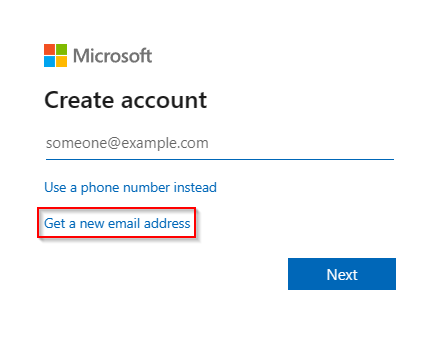 Microsoft
Create account
someone@example.com
Use a phone number instead
Get a new email address
Next